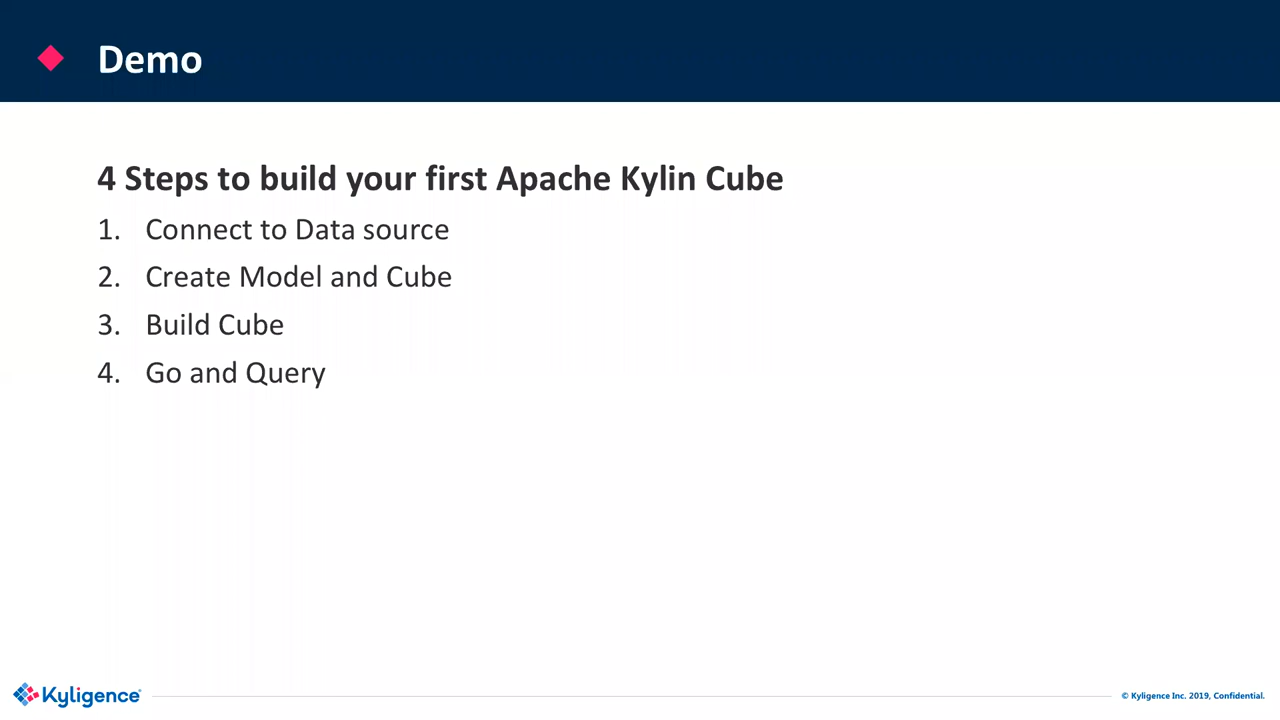 Demo
4 Steps to build your first Apache Kylin Cube
1. Connect to Data source
2. Create Model and Cube
3. Build Cube
4. Go and Query
Kyligence
© Kyligence Inc. 2019, Confidential.